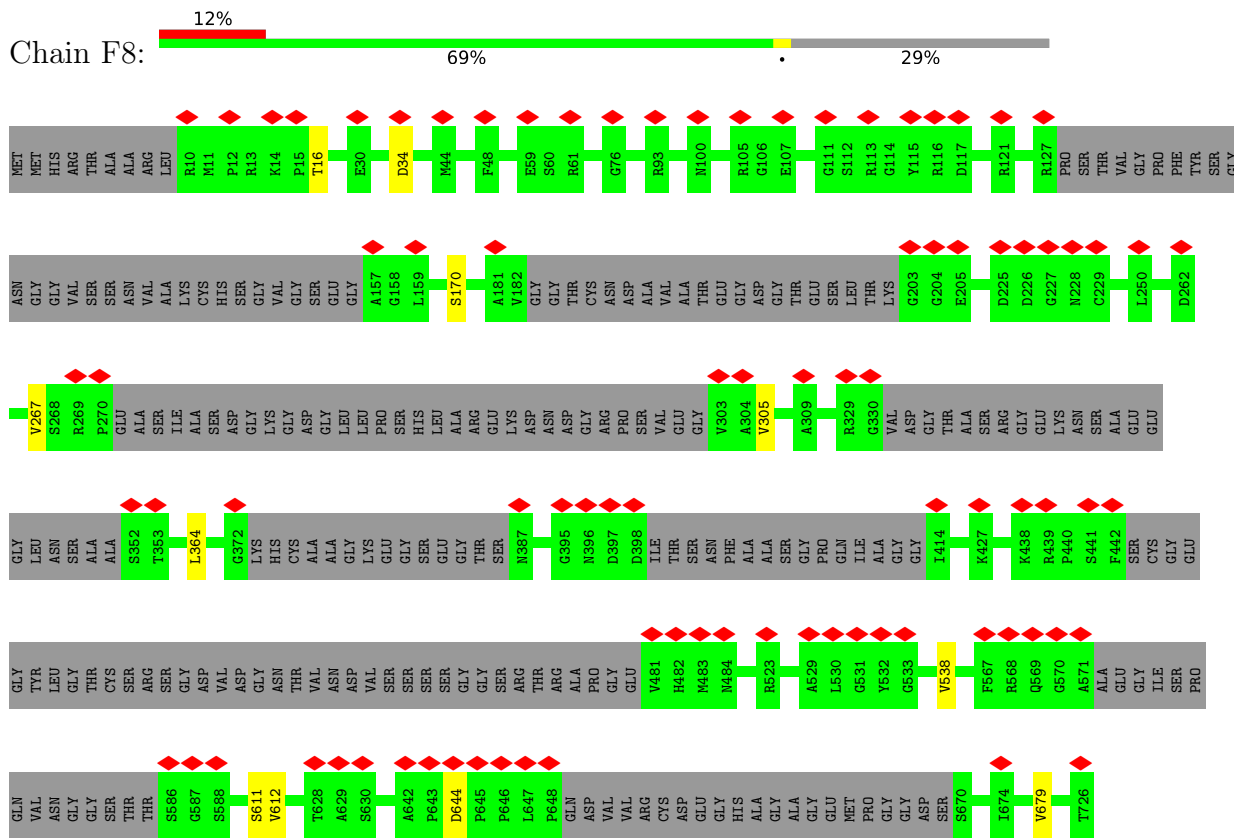 12%
Chain F8:
69% • 29%
MET MET HIS ARG THR ALA ALA ARG LEU R10 M11 P12 R13 K14 P15 T16 E30 D34 M44 F48 E59 S60 R61 G76 R93 N100 R105 G106 E107 G111 S112 R113 G114 Y115 R116 D117 R121 R127 PRO SER THR VAL GLY PRO PHE TYR SER GLY
ASN GLY GLY VAL SER SER ASN VAL ALA LYS CYS HIS SER GLY VAL GLY SER GLU GLY A157 G158 L159 S170 A181 V182 GLY GLY THR CYS ASN ASP ALA VAL ALA THR GLU GLY ASP GLY THR GLU SER LEU THR LYS G203 G204 E205 D225 D226 G227 N228 C229 L250 D262
V267 S268 R269 P270 GLU ALA SER ILE ALA SER ASP GLY LYS GLY ASP GLY LEU LEU PRO SER HIS LEU ALA ARG GLU LYS ASP ASN ASP GLY ARG PRO SER VAL GLU GLY V303 A304 V305 A309 R329 G330 VAL ASP GLY THR ALA SER ARG GLY GLU LYS ASN SER ALA GLU GLU
GLY LEU ASN SER ALA ALA S352 T353 L364 G372 LYS HIS CYS ALA ALA GLY LYS GLU GLY SER GLU GLY THR SER N387 G395 N396 D397 D398 ILE THR SER ASN PHE ALA ALA SER GLY PRO GLN ILE ALA GLY GLY I414 K427 K438 R439 P440 S441 F442 SER CYS GLY GLU
GLY TYR LEU GLY THR CYS SER ARG SER GLY ASP VAL ASP GLY ASN THR VAL ASN ASP VAL SER SER SER SER GLY GLY SER ARG THR ARG ALA PRO GLY GLU V481 H482 M483 N484 R523 A529 L530 G531 Y532 G533 V538 F567 R568 Q569 G570 A571 ALA GLU GLY ILE SER PRO
GLN VAL ASN GLY GLY SER THR THR S586 G587 S588 S611 V612 T628 A629 S630 A642 P643 D644 P645 P646 L647 P648 GLN ASP VAL VAL ARG CYS ASP GLU GLY HIS ALA GLY ALA GLY GLU MET PRO GLY GLY ASP SER S670 I674 V679 T726